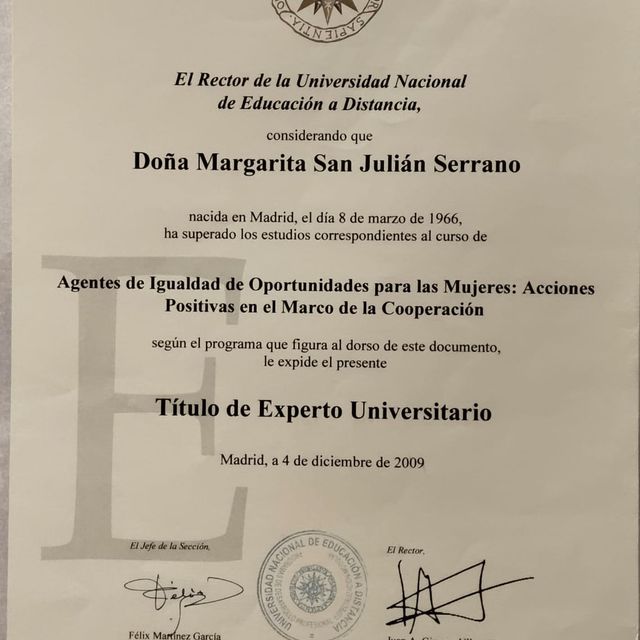 SAPIENTIA
El Rector de la Universidad Nacional
de Educación a Distancia,
considerando que
Doña Margarita San Julián Serrano
nacida en Madrid, el día 8 de marzo de 1966,
ha superado los estudios correspondientes al curso de
Agentes de Igualdad de Oportunidades para las Mujeres: Acciones
Positivas en el Marco de la Cooperación
según el programa que figura al dorso de este documento,
le expide el presente
Título de Experto Universitario
Madrid, a 4 de diciembre de 2009
E
El Jefe de la Sección,
El Rector,
UNIVERSIDAD NACIONAL DE EDUCACIÓN A DISTANCIA
Félix Martínez García
Juan A.